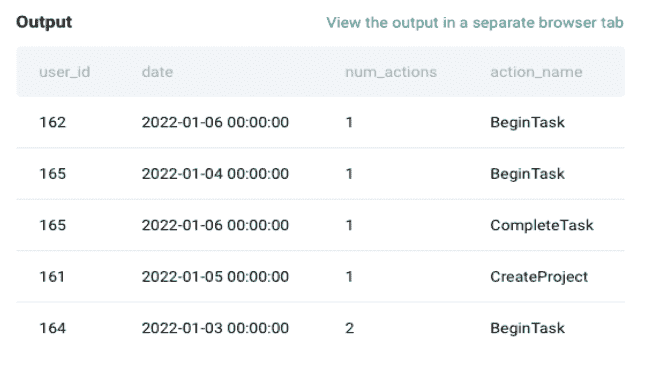 Output View the output in a separate browser tab
user_id date num_actions action_name
162 2022-01-06 00:00:00 1 BeginTask
165 2022-01-04 00:00:00 1 BeginTask
165 2022-01-06 00:00:00 1 CompleteTask
161 2022-01-05 00:00:00 1 CreateProject
164 2022-01-03 00:00:00 2 BeginTask